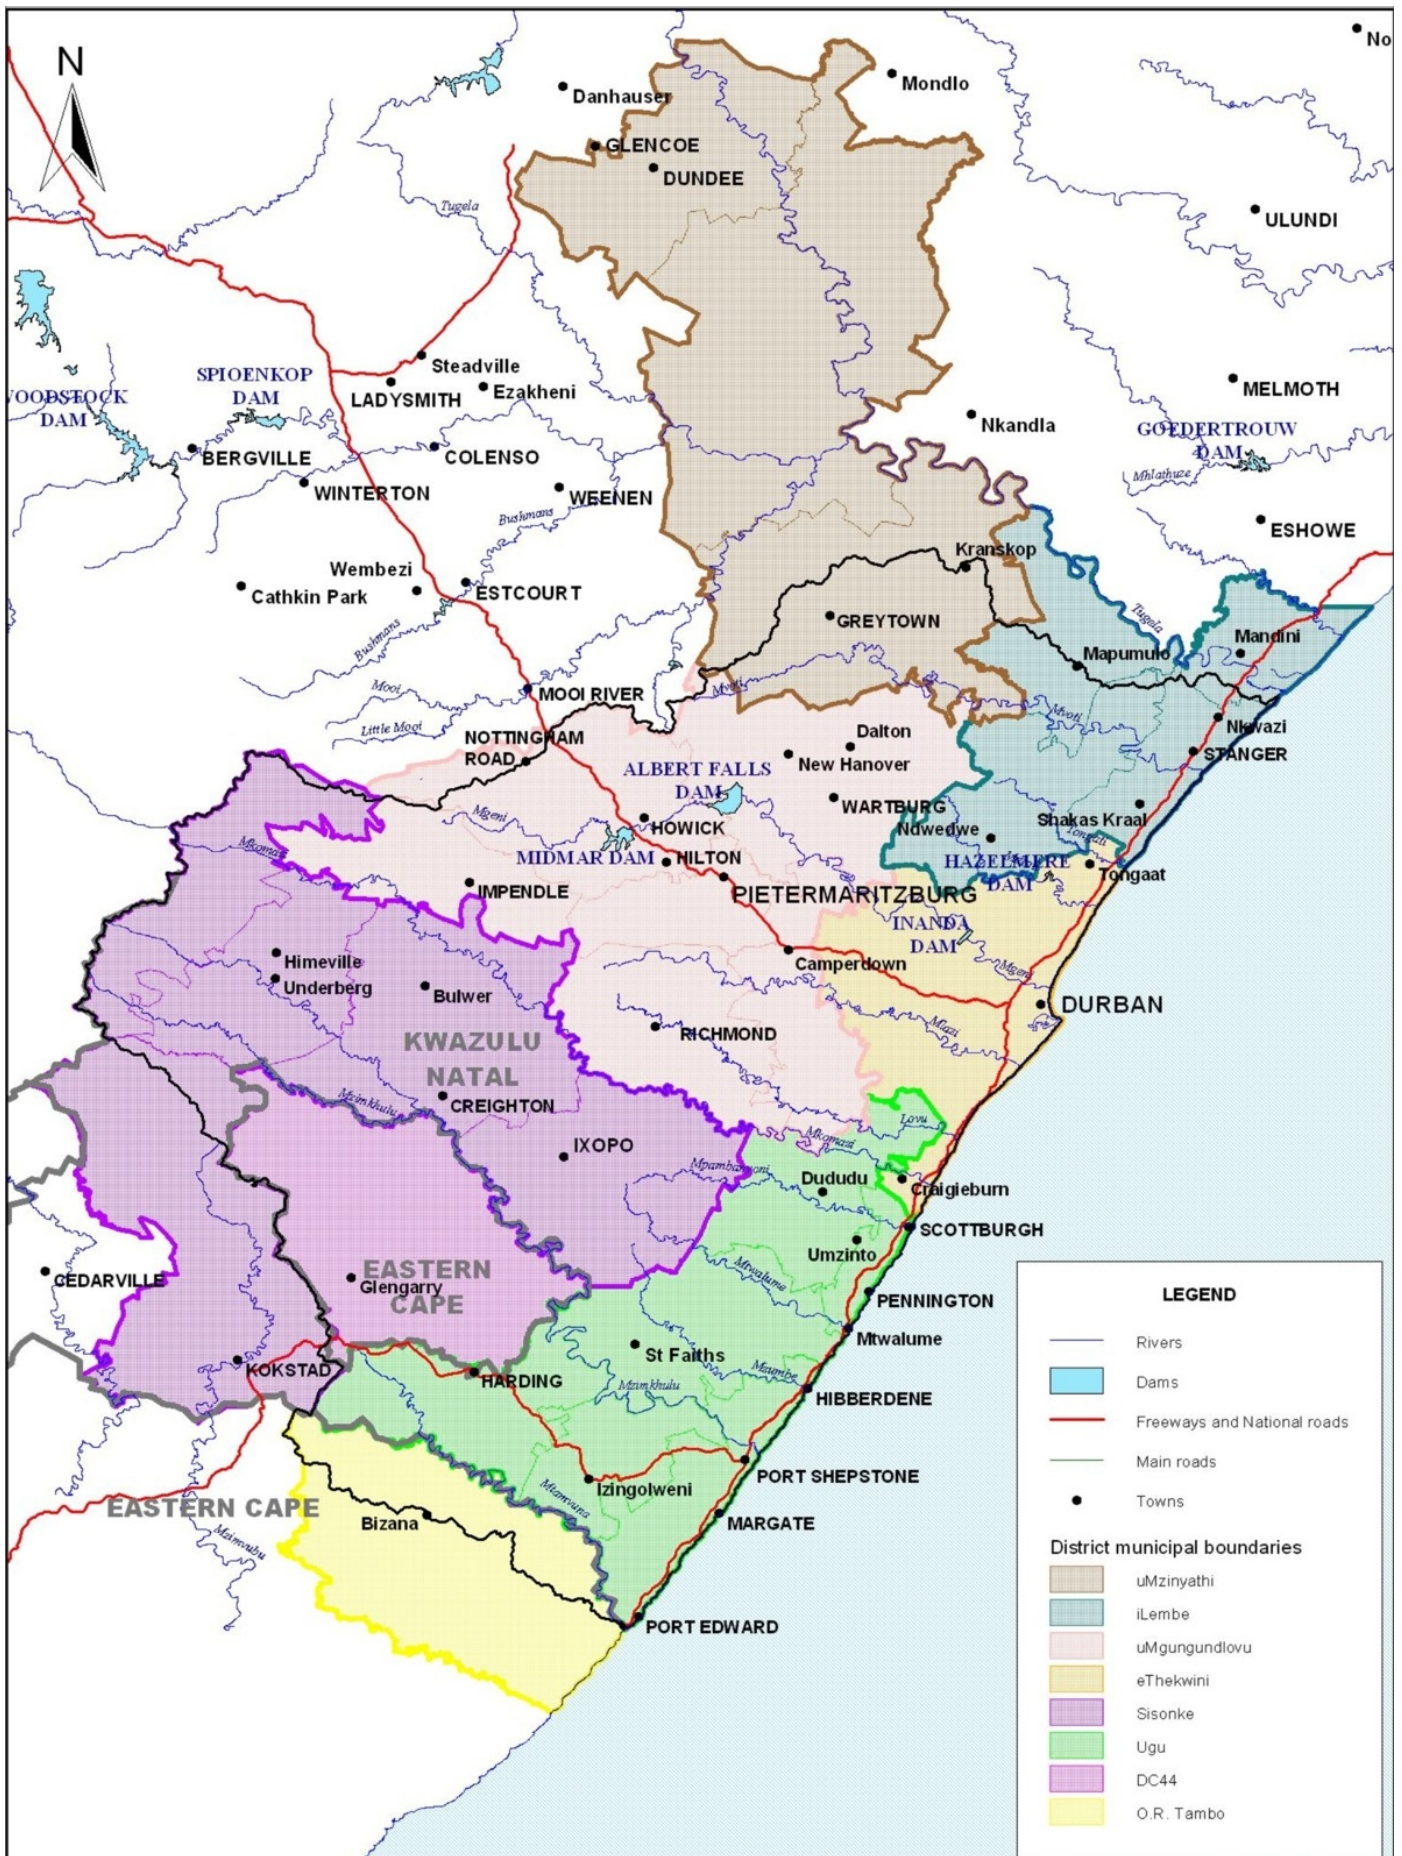 N
No
Danhauser
Mondlo
GLENCOE
DUNDEE
Tugela
ULUNDI
Steadville
SPIOENKOP
DAM
LADYSMITH
Ezakheni
MELMOTH
VOODSTOCK
DAM
Nkandla
GOEDERTROUW
DAM
BERGVILLE
COLENSO
Mhlathuze
WINTERTON
WEENEN
Bushmans
ESHOWE
Kranskop
Wembezi
Cathkin Park
ESTCOURT
GREYTOWN
Tugela
Bushmans
Mandini
Mapumulo
Mooi
MOOI RIVER
Mvoti
Little Mooi
Mvoti
Nkwazi
NOTTINGHAM
ROAD
Dalton
STANGER
New Hanover
ALBERT FALLS
DAM
WARTBURG
Mgeni
HOWICK
Ndwedwe
Shakas Kraal
Tongati
Mkomazi
MIDMAR DAM
HILTON
HAZELMERE
DAM
Tongaat
IMPENDLE
PIETERMARITZBURG
INANDA
DAM
Himeville
Camperdown
Mgeni
Underberg
Bulwer
DURBAN
RICHMOND
Mlazi
KWAZULU
NATAL
Mzimkhulu
CREIGHTON
Lovu
Mkomasi
IXOPO
Mpambanyoni
Dududu
Craigieburn
SCOTTBURGH
Umzinto
CEDARVILLE
EASTERN
CAPE
Glengarry
Mtwalume
PENNINGTON
Mtwalume
St Faiths
KOKSTAD
HARDING
Mzumbe
Mzimkhulu
HIBBERDENE
PORT SHEPSTONE
Izingolweni
EASTERN CAPE
Mtamvuna
MARGATE
Bizana
Mzimvubu
PORT EDWARD
LEGEND
Rivers
Dams
Freeways and National roads
Main roads
Towns
District municipal boundaries
uMzinyathi
iLembe
uMgungundlovu
eThekwini
Sisonke
Ugu
DC44
O.R. Tambo